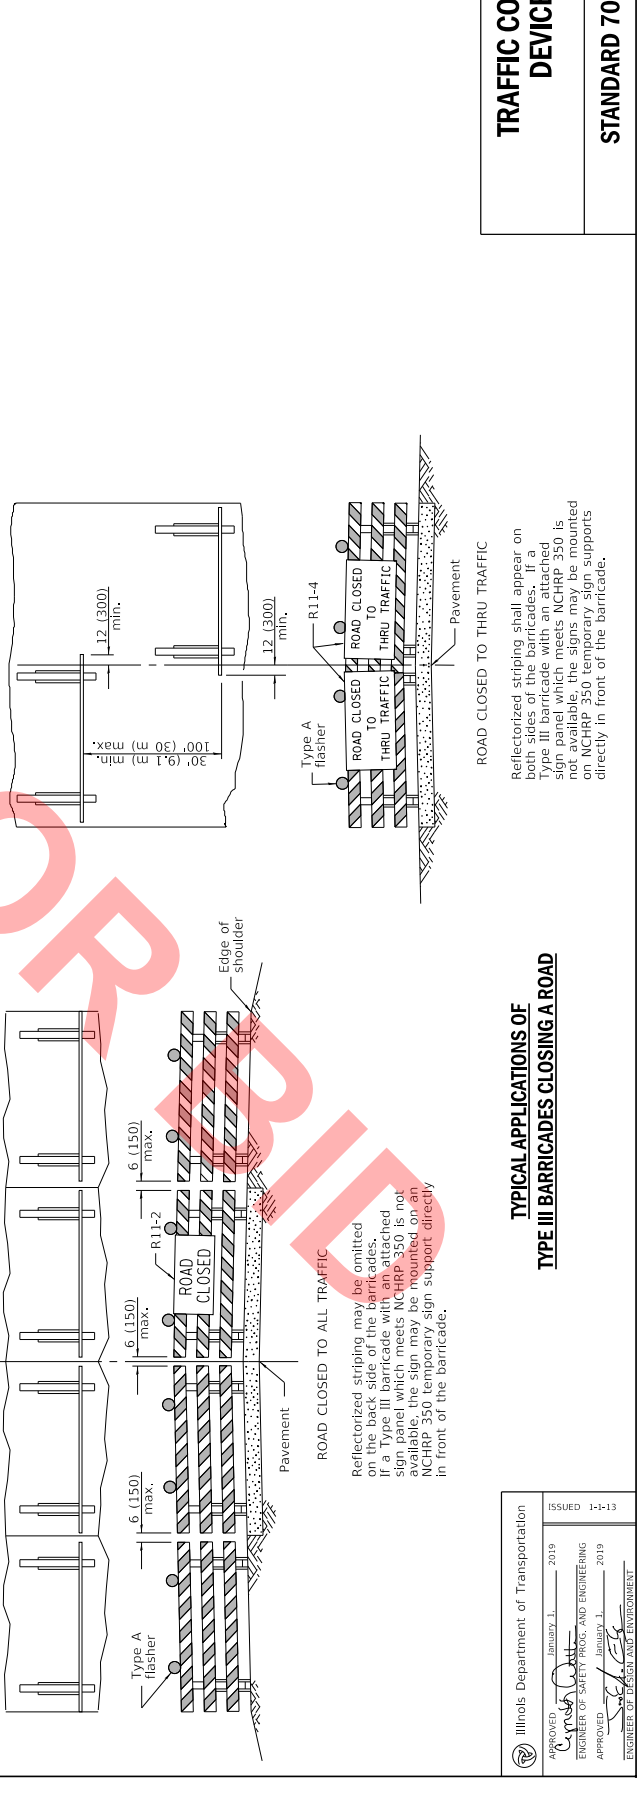 6 (150)
max.
6 (150)
max.
6 (150)
max.
R11-2
ROAD
CLOSED
Type A
flasher
Edge of
shoulder
Pavement
ROAD CLOSED TO ALL TRAFFIC
Reflectorized striping may be omitted
on the back side of the barricades.
If a Type III barricade with an attached
sign panel which meets NCHRP 350 is not
available, the sign may be mounted on an
NCHRP 350 temporary sign support directly
in front of the barricade.
12 (300)
min.
30' (9.1 m) min.
100' (30 m) max.
12 (300)
min.
Type A
flasher
R11-4
ROAD CLOSED
TO
THRU TRAFFIC
ROAD CLOSED
TO
THRU TRAFFIC
Pavement
ROAD CLOSED TO THRU TRAFFIC
Reflectorized striping shall appear on
both sides of the barricades. If a
Type III barricade with an attached
sign panel which meets NCHRP 350 is
not available, the signs may be mounted
on NCHRP 350 temporary sign supports
directly in front of the barricade.
TYPICAL APPLICATIONS OF
TYPE III BARRICADES CLOSING A ROAD
Illinois Department of Transportation
APPROVED January 1, 2019
ENGINEER OF SAFETY PROG. AND ENGINEERING
APPROVED January 1, 2019
ENGINEER OF DESIGN AND ENVIRONMENT
ISSUED 1-1-13
TRAFFIC CO
DEVICE
STANDARD 70
OR BID